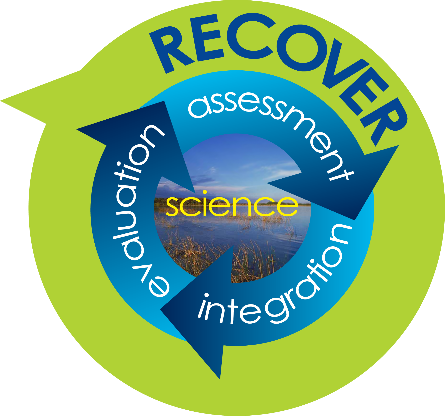 RECOVER
assessment
science
evaluation
integration